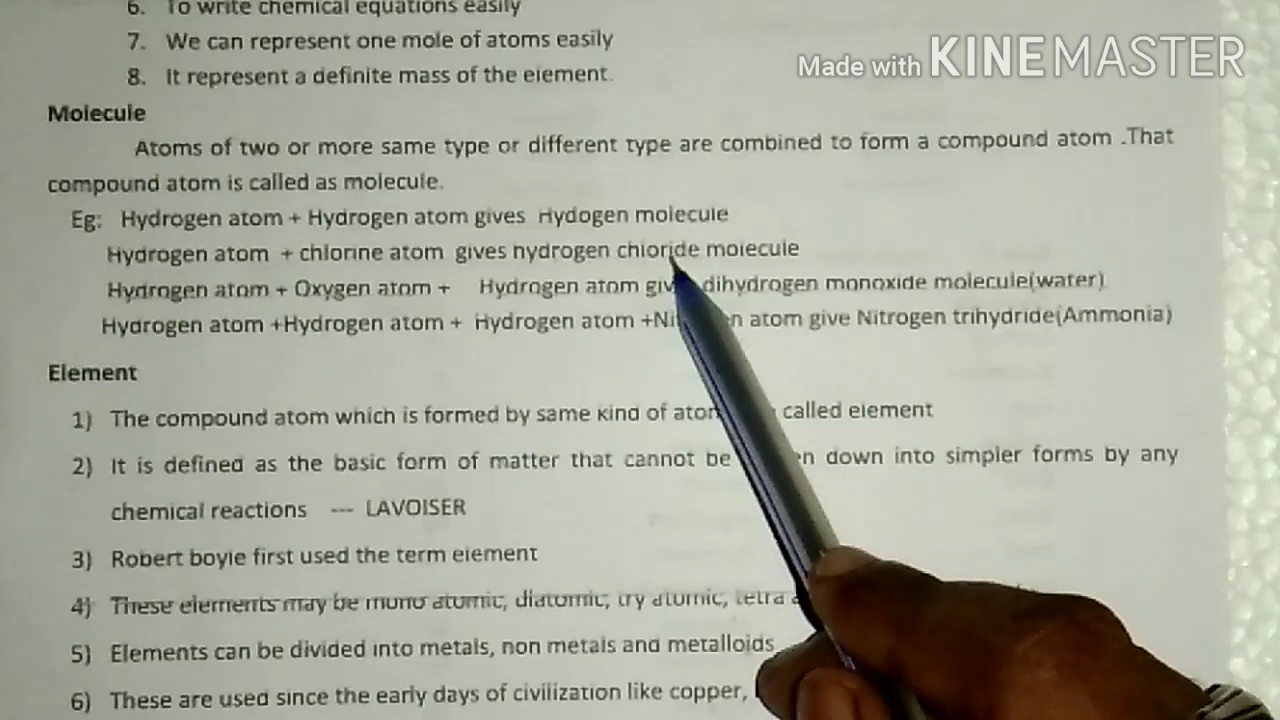 6. To write chemical equations easily
Made with KINEMASTER
7. We can represent one mole of atoms easily
8. It represent a definite mass of the element.
Molecule
Atoms of two or more same type or different type are combined to form a compound atom .That
compound atom is called as molecule.
Eg: Hydrogen atom + Hydrogen atom gives Hydogen molecule
Hydrogen atom + chlorine atom gives hydrogen chloride molecule
Hydrogen atom + Oxygen atom + Hydrogen atom dihydrogen monoxide molecule(water)
Hydrogen atom +Hydrogen atom + Hydrogen atom + atom give Nitrogen trihydride(Ammonia)
Element
1) The compound atom which is formed by same kind of called element
2) It is defined as the basic form of matter that cannot be down into simpler forms by any
chemical reactions --- LAVOISER
3) Robert boyle first used the term element
4) These elements may be mono atomic, diatomic, try atomic, tetra
5) Elements can be divided into metals, non metals and metalloids
6) These are used since the early days of civilization like copper,